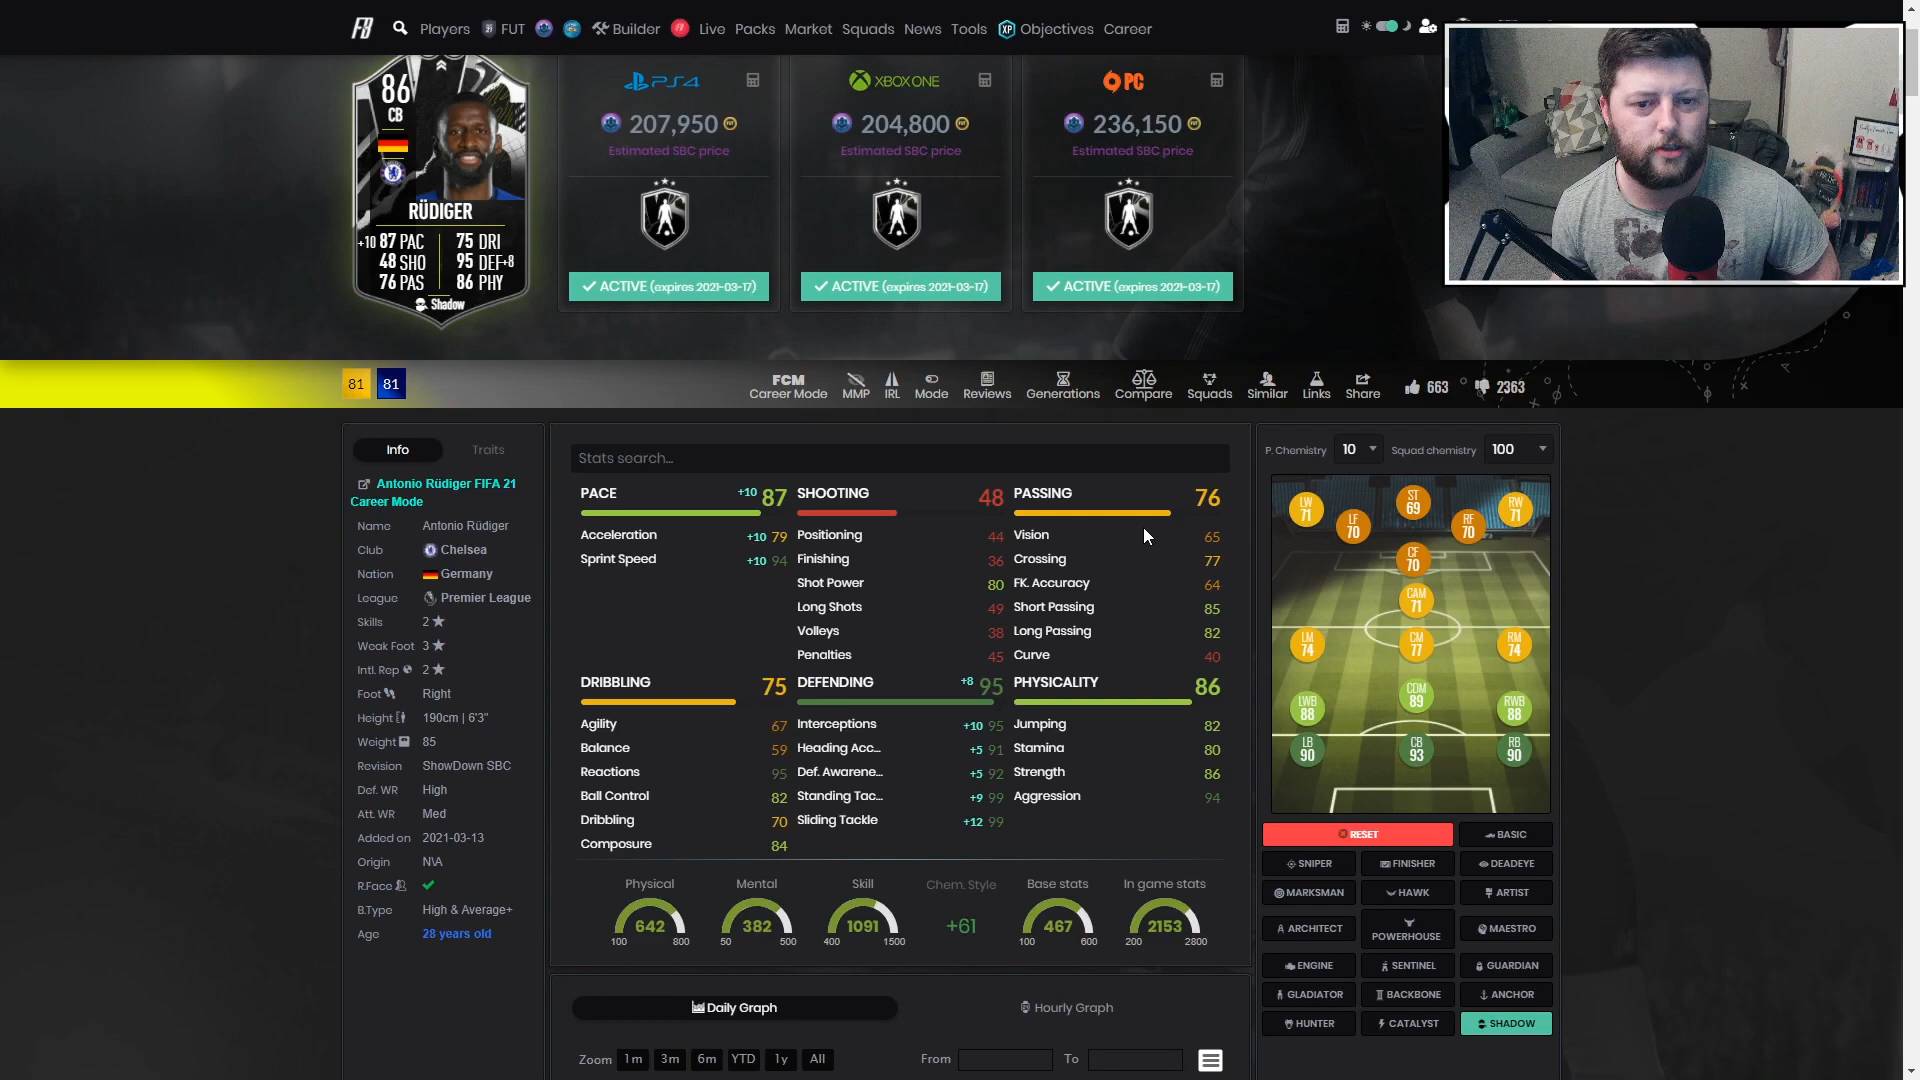 FB Players FUT Builder Live Packs Market Squads News Tools XP Objectives Career
86
CB
RÜDIGER
+10 87 PAC 75 DRI
48 SHO 95 DEF+8
76 PAS 86 PHY
Shadow
PS4
207,950
Estimated SBC price
ACTIVE (expires 2021-03-17)
XBOX ONE
204,800
Estimated SBC price
ACTIVE (expires 2021-03-17)
PC
236,150
Estimated SBC price
ACTIVE (expires 2021-03-17)
81 81
FCM
Career Mode MMP IRL Mode Reviews Generations Compare Squads Similar Links Share 663 2363
Info Traits
Antonio Rüdiger FIFA 21
Career Mode
Name Antonio Rüdiger
Club Chelsea
Nation Germany
League Premier League
Skills 2
Weak Foot 3
Intl. Rep 2
Foot Right
Height 190cm | 6'3"
Weight 85
Revision ShowDown SBC
Def. WR High
Att. WR Med
Added on 2021-03-13
Origin N\A
R.Face
B.Type High & Average+
Age 28 years old
Stats search...
PACE +10 87
Acceleration +10 79
Sprint Speed +10 94
SHOOTING 48
Positioning 44
Finishing 36
Shot Power 80
Long Shots 49
Volleys 38
Penalties 45
PASSING 76
Vision 65
Crossing 77
FK. Accuracy 64
Short Passing 85
Long Passing 82
Curve 40
DRIBBLING 75
Agility 67
Balance 59
Reactions 95
Ball Control 82
Dribbling 70
Composure 84
DEFENDING +8 95
Interceptions +10 95
Heading Acc... +5 91
Def. Awarene... +5 92
Standing Tac... +9 99
Sliding Tackle +12 99
PHYSICALITY 86
Jumping 82
Stamina 80
Strength 86
Aggression 94
Physical Mental Skill Chem. Style Base stats In game stats
642 382 1091 +61 467 2153
100 800 50 500 400 1500 100 600 200 2800
Daily Graph Hourly Graph
Zoom 1m 3m 6m YTD 1y All From To
P. Chemistry 10 Squad chemistry 100
LW
71
ST
69
RW
71
LF
70
RF
70
CF
70
CAM
71
LM
74
CM
77
RM
74
LWB
88
CDM
89
RWB
88
LB
90
CB
93
RB
90
RESET BASIC
SNIPER FINISHER DEADEYE
MARKSMAN HAWK ARTIST
ARCHITECT POWERHOUSE MAESTRO
ENGINE SENTINEL GUARDIAN
GLADIATOR BACKBONE ANCHOR
HUNTER CATALYST SHADOW